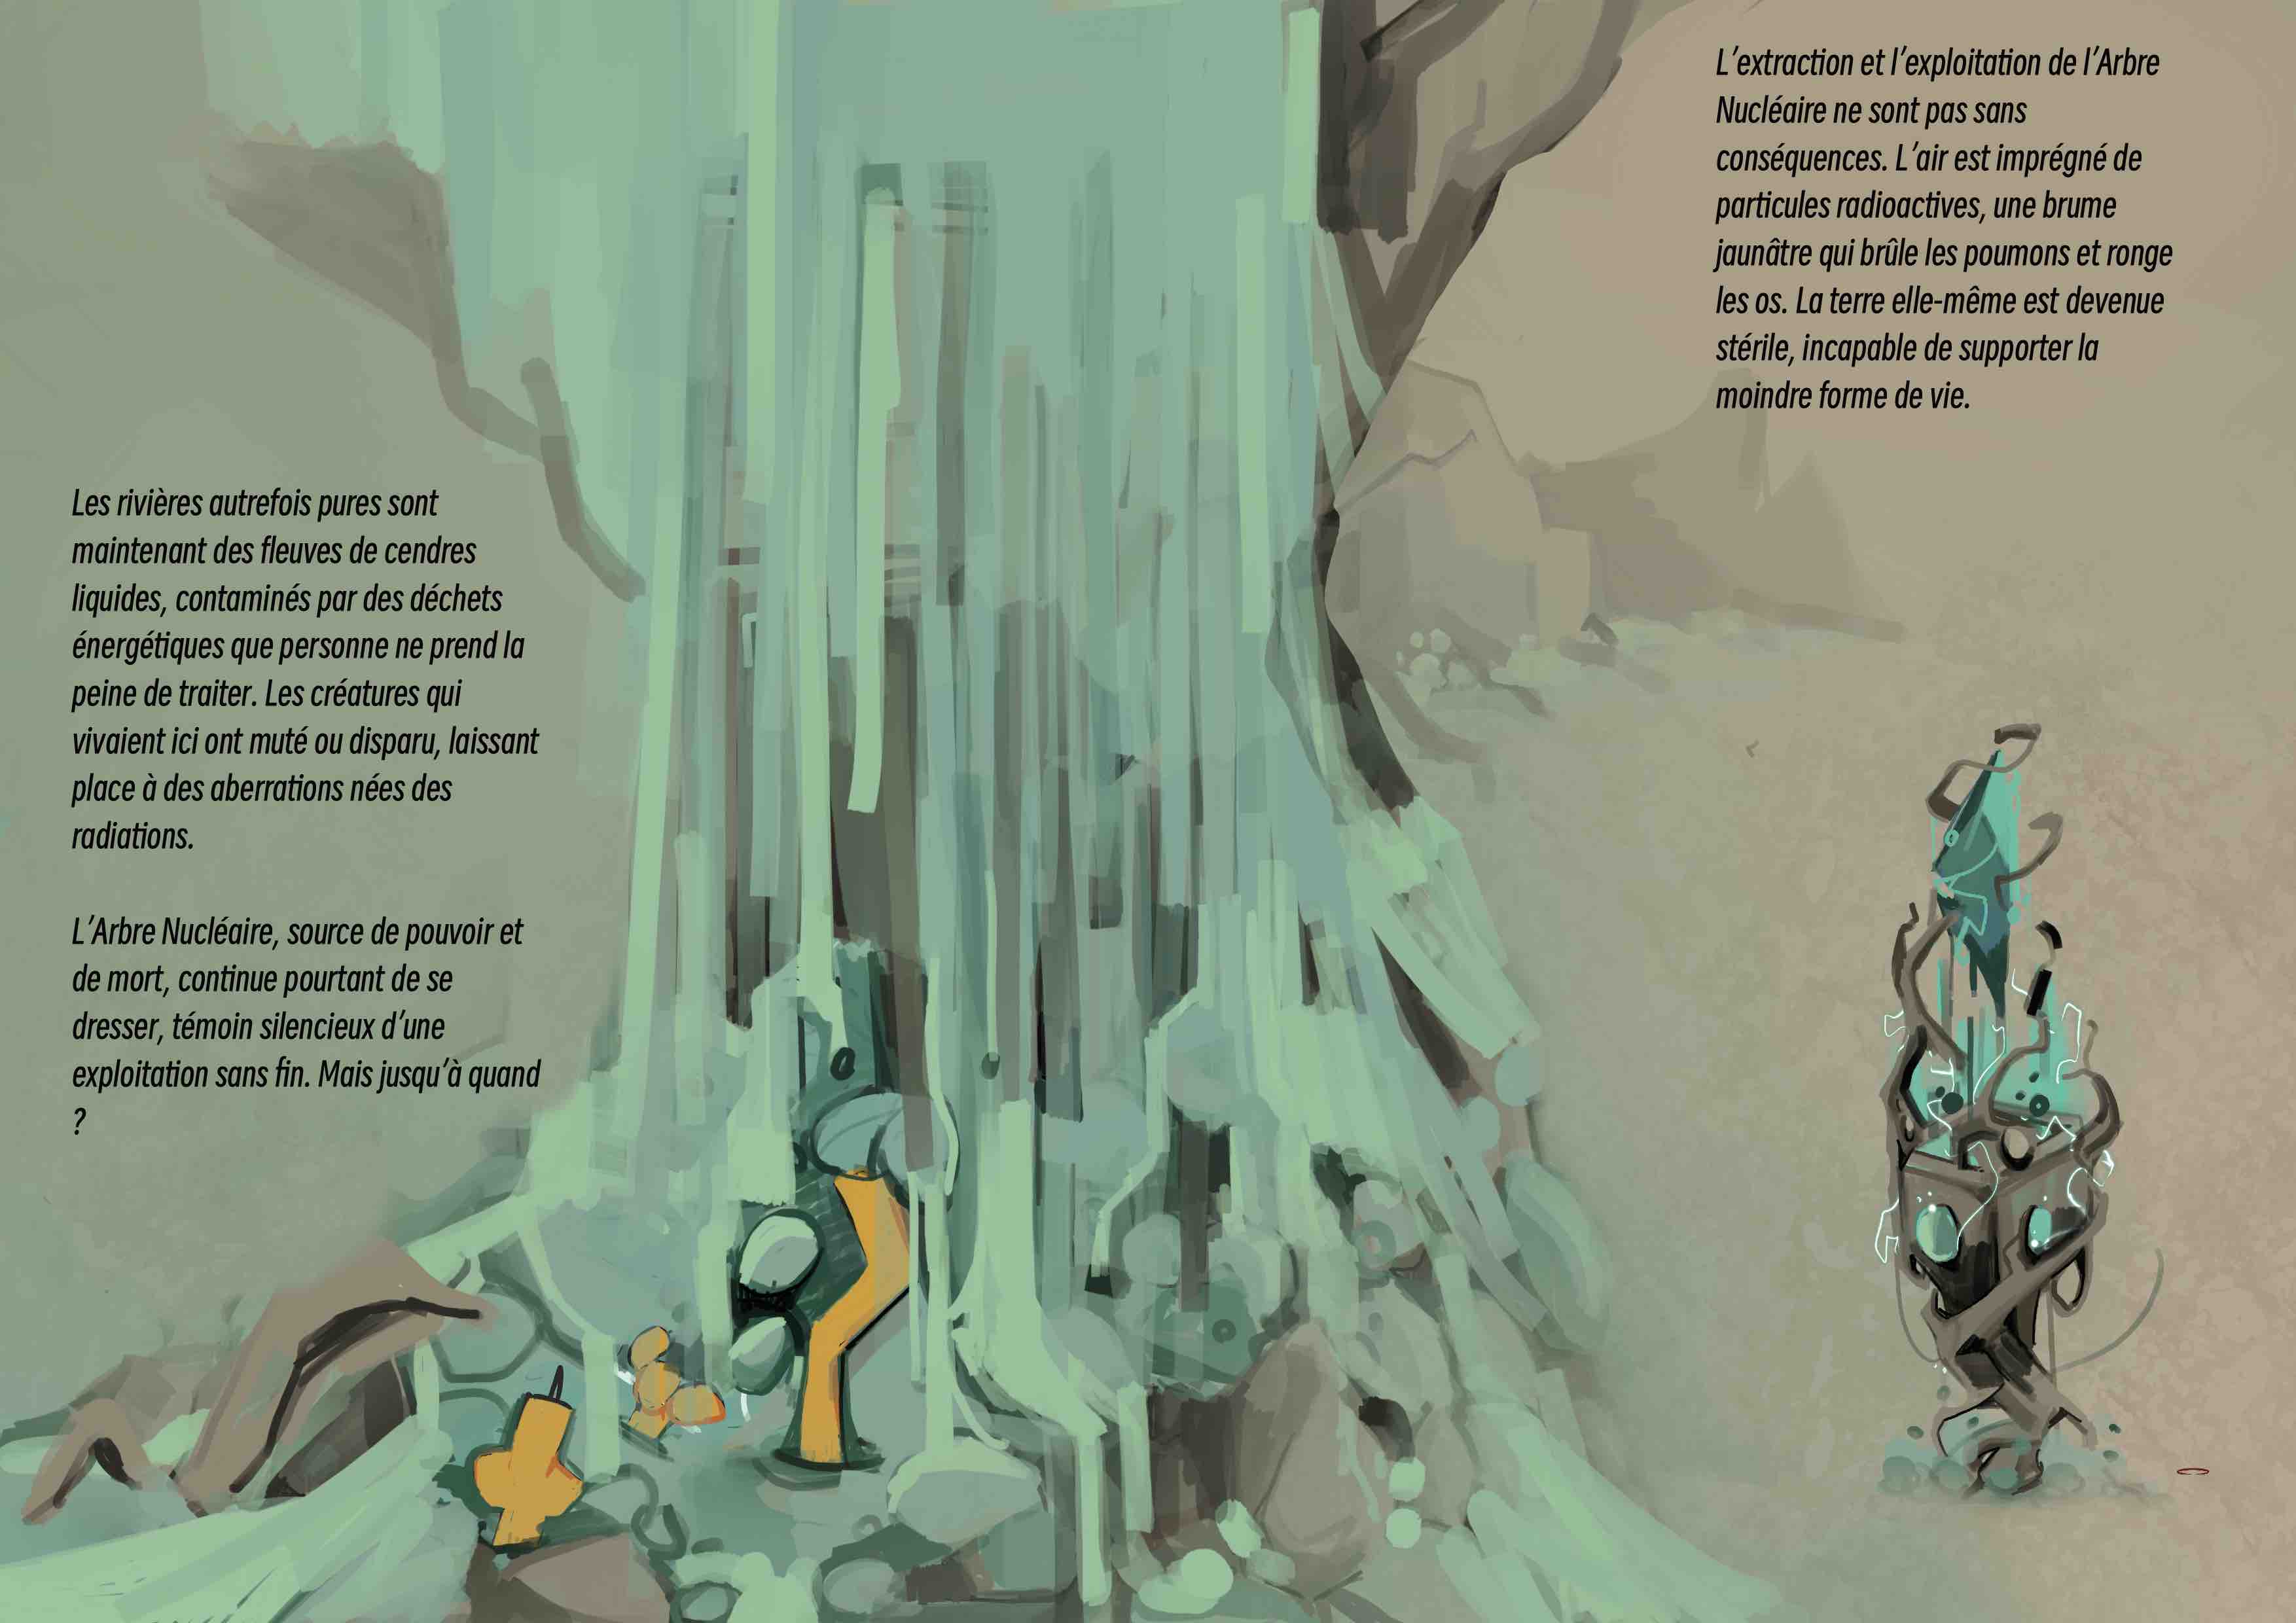 L'extraction et l'exploitation de l'Arbre
Nucléaire ne sont pas sans
conséquences. L'air est imprégné de
particules radioactives, une brume
jaunâtre qui brûle les poumons et ronge
les os. La terre elle-même est devenue
stérile, incapable de supporter la
moindre forme de vie.
Les rivières autrefois pures sont
maintenant des fleuves de cendres
liquides, contaminés par des déchets
énergétiques que personne ne prend la
peine de traiter. Les créatures qui
vivaient ici ont muté ou disparu, laissant
place à des aberrations nées des
radiations.
L'Arbre Nucléaire, source de pouvoir et
de mort, continue pourtant de se
dresser, témoin silencieux d'une
exploitation sans fin. Mais jusqu'à quand
?